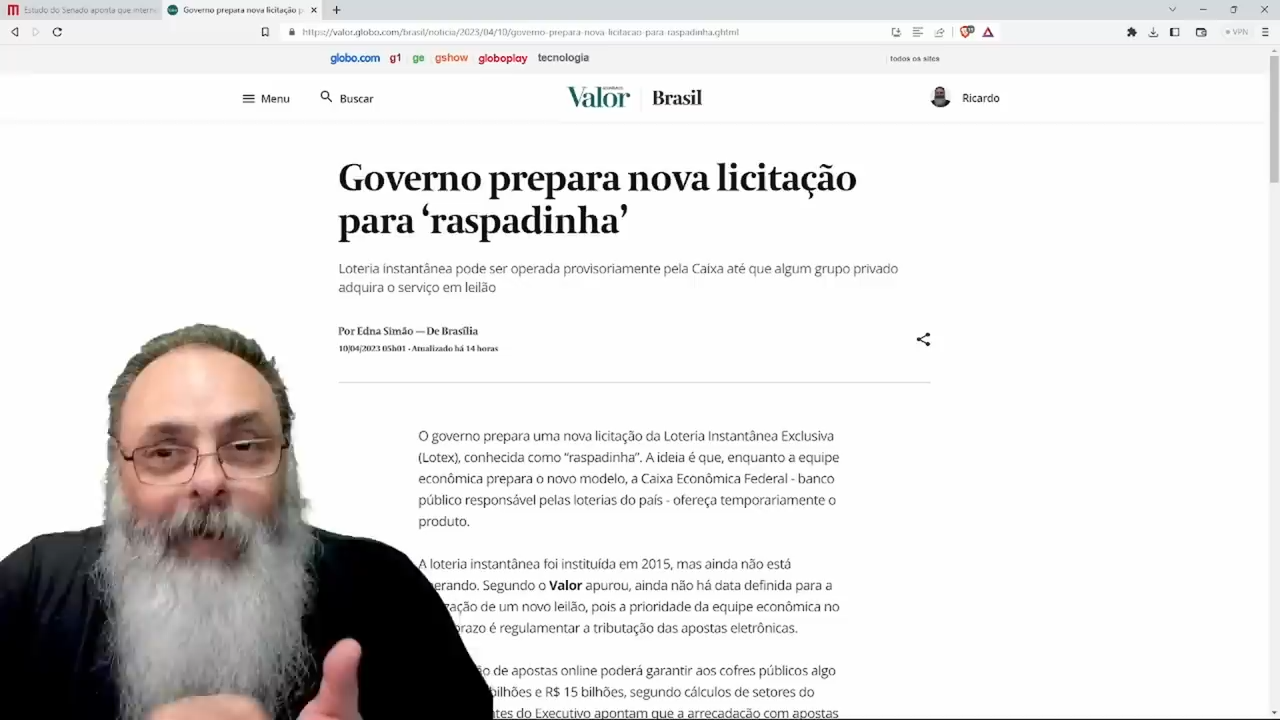 Estudo do Senado aponta que intern
Governo prepara nova licitação p
https://valor.globo.com/brasil/noticia/2023/04/10/governo-prepara-nova-licitacao-para-raspadinha.ghtml
VPN
globo.com g1 ge gshow globoplay tecnologia
todos os sites
Menu
Buscar
Valor
Brasil
Ricardo
Governo prepara nova licitação
para ‘raspadinha’
Loteria instantânea pode ser operada provisoriamente pela Caixa até que algum grupo privado
adquira o serviço em leilão
Por Edna Simão — De Brasília
10/04/2023 05h01 · Atualizado há 14 horas
O governo prepara uma nova licitação da Loteria Instantânea Exclusiva
(Lotex), conhecida como “raspadinha”. A ideia é que, enquanto a equipe
econômica prepara o novo modelo, a Caixa Econômica Federal - banco
público responsável pelas loterias do país - ofereça temporariamente o
produto.
A loteria instantânea foi instituída em 2015, mas ainda não está
erando. Segundo o Valor apurou, ainda não há data definida para a
zação de um novo leilão, pois a prioridade da equipe econômica no
razo é regulamentar a tributação das apostas eletrônicas.
o de apostas online poderá garantir aos cofres públicos algo
bilhões e R$ 15 bilhões, segundo cálculos de setores do
tes do Executivo apontam que a arrecadação com apostas